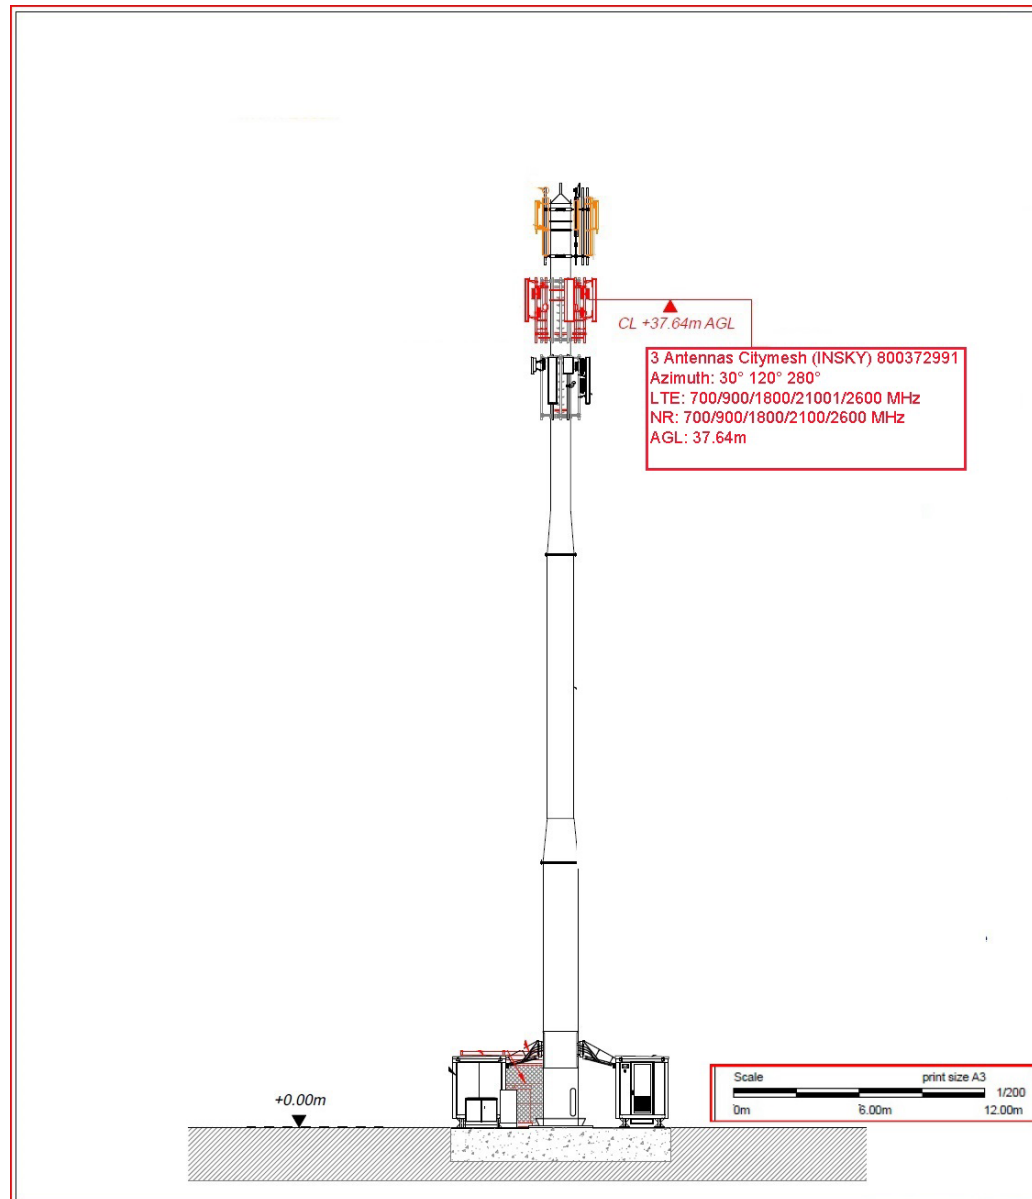 CL +37.64m AGL
3 Antennas Citymesh (INSKY) 800372991
Azimuth: 30° 120° 280°
LTE: 700/900/1800/21001/2600 MHz
NR: 700/900/1800/2100/2600 MHz
AGL: 37.64m
+0.00m
Scale print size A3
1/200
0m 6.00m 12.00m